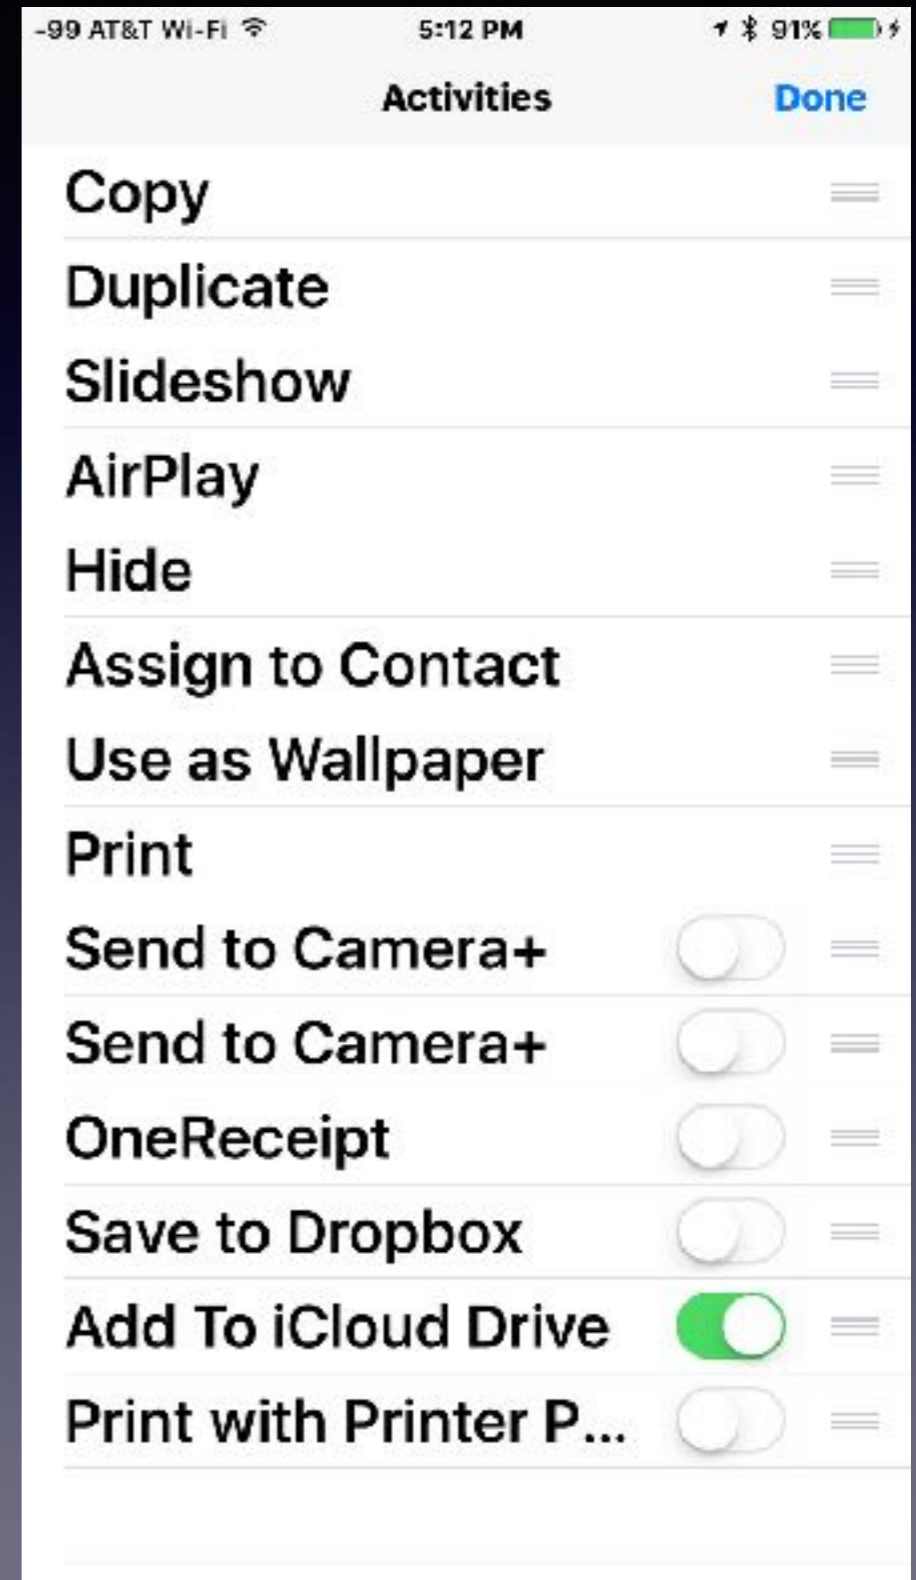 -99 AT&T Wi-Fi 5:12 PM 91%
Activities Done
Copy
Duplicate
Slideshow
AirPlay
Hide
Assign to Contact
Use as Wallpaper
Print
Send to Camera+
Send to Camera+
OneReceipt
Save to Dropbox
Add To iCloud Drive
Print with Printer P...